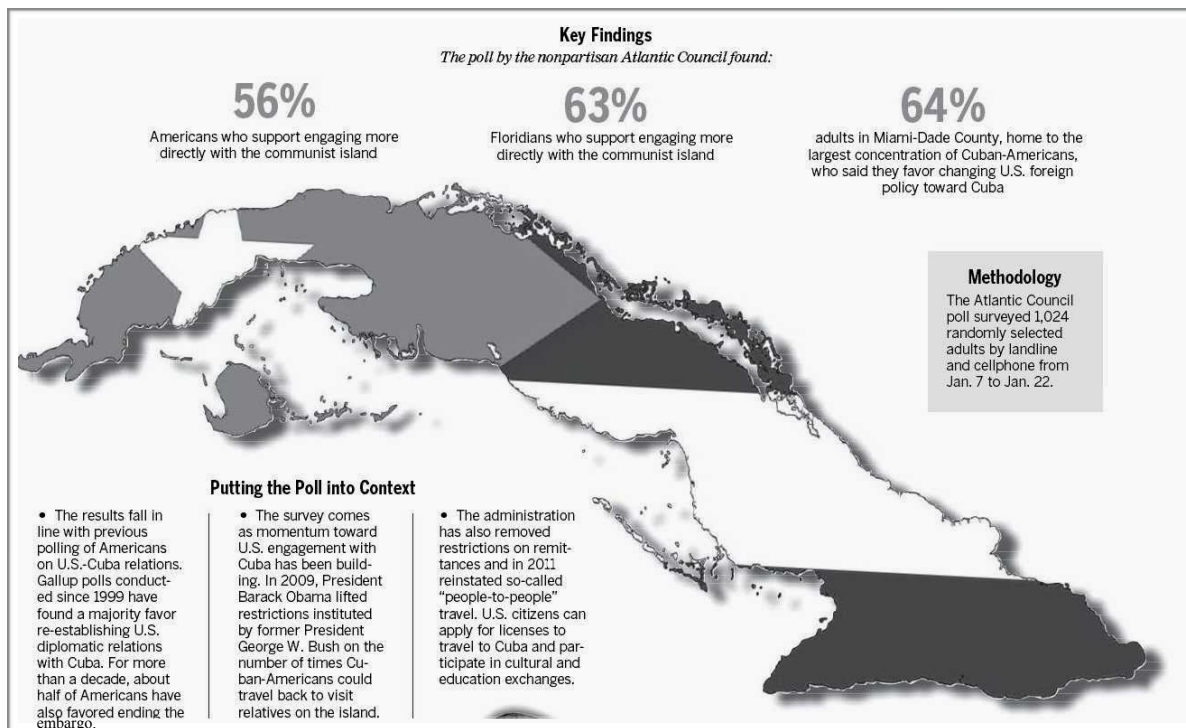 Key Findings
The poll by the nonpartisan Atlantic Council found:
56%
Americans who support engaging more
directly with the communist island
63%
Floridians who support engaging more
directly with the communist island
64%
adults in Miami-Dade County, home to the
largest concentration of Cuban-Americans,
who said they favor changing U.S. foreign
policy toward Cuba
Methodology
The Atlantic Council
poll surveyed 1,024
randomly selected
adults by landline
and cellphone from
Jan. 7 to Jan. 22.
Putting the Poll into Context
• The results fall in
line with previous
polling of Americans
on U.S.-Cuba relations.
Gallup polls conduct-
ed since 1999 have
found a majority favor
re-establishing U.S.
diplomatic relations
with Cuba. For more
than a decade, about
half of Americans have
also favored ending the
embargo.
• The survey comes
as momentum toward
U.S. engagement with
Cuba has been build-
ing. In 2009, President
Barack Obama lifted
restrictions instituted
by former President
George W. Bush on the
number of times Cu-
ban-Americans could
travel back to visit
relatives on the island.
• The administration
has also removed
restrictions on remit-
tances and in 2011
reinstated so-called
“people-to-people”
travel. U.S. citizens can
apply for licenses to
travel to Cuba and par-
ticipate in cultural and
education exchanges.